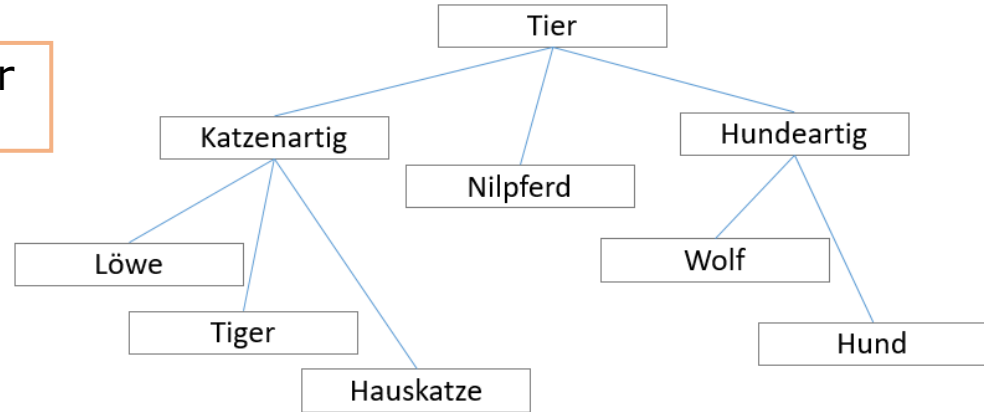 Tier
r
Katzenartig
Hundeartig
Nilpferd
Löwe
Wolf
Tiger
Hund
Hauskatze